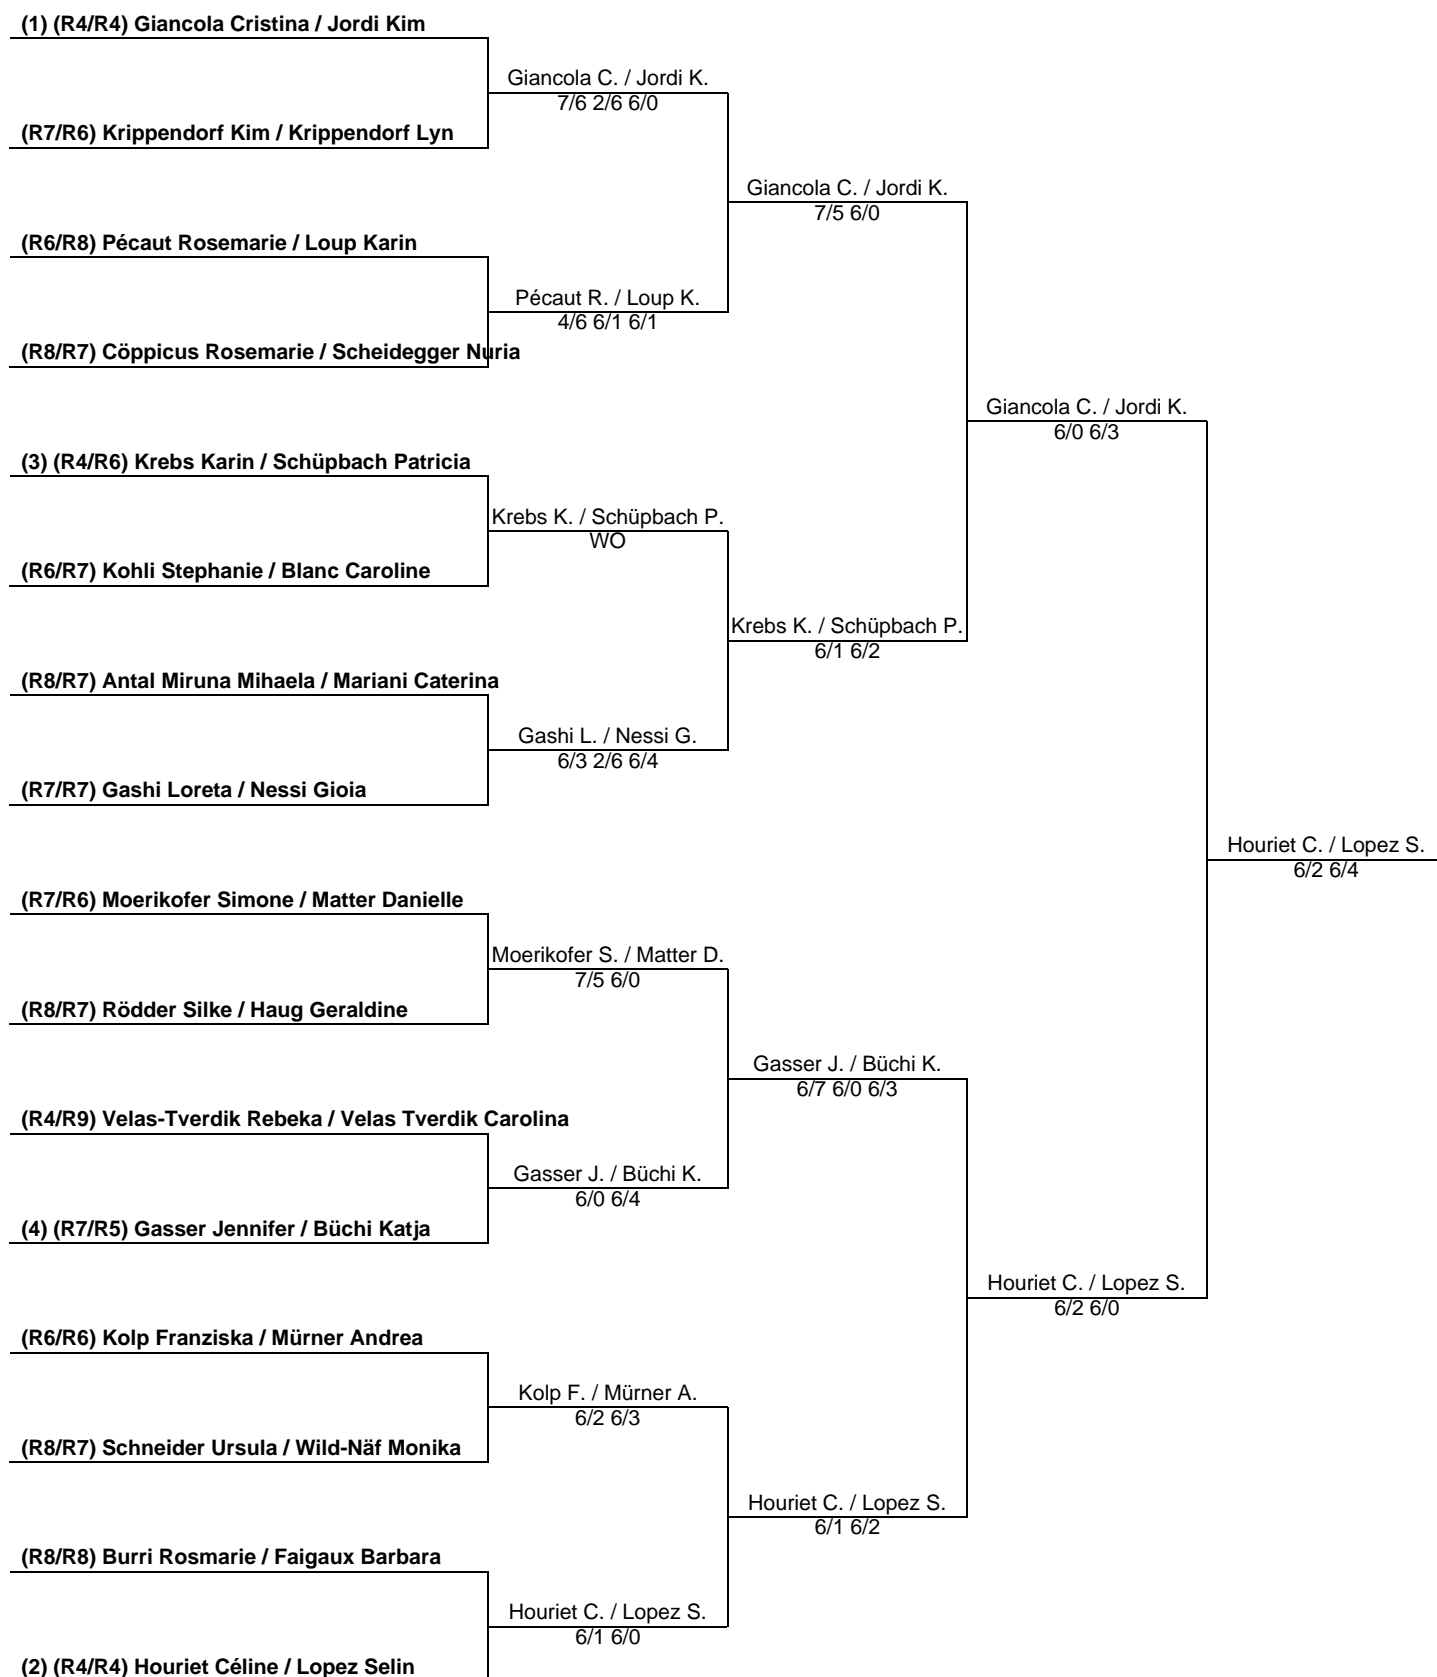 (1) (R4/R4) Giancola Cristina / Jordi Kim
Giancola C. / Jordi K.
7/6 2/6 6/0
(R7/R6) Krippendorf Kim / Krippendorf Lyn
Giancola C. / Jordi K.
7/5 6/0
(R6/R8) Pécaut Rosemarie / Loup Karin
Pécaut R. / Loup K.
4/6 6/1 6/1
(R8/R7) Cöppicus Rosemarie / Scheidegger Nuria
Giancola C. / Jordi K.
6/0 6/3
(3) (R4/R6) Krebs Karin / Schüpbach Patricia
Krebs K. / Schüpbach P.
WO
(R6/R7) Kohli Stephanie / Blanc Caroline
Krebs K. / Schüpbach P.
6/1 6/2
(R8/R7) Antal Miruna Mihaela / Mariani Caterina
Gashi L. / Nessi G.
6/3 2/6 6/4
(R7/R7) Gashi Loreta / Nessi Gioia
Houriet C. / Lopez S.
6/2 6/4
(R7/R6) Moerikofer Simone / Matter Danielle
Moerikofer S. / Matter D.
7/5 6/0
(R8/R7) Rödder Silke / Haug Geraldine
Gasser J. / Büchi K.
6/7 6/0 6/3
(R4/R9) Velas-Tverdik Rebeka / Velas Tverdik Carolina
Gasser J. / Büchi K.
6/0 6/4
(4) (R7/R5) Gasser Jennifer / Büchi Katja
Houriet C. / Lopez S.
6/2 6/0
(R6/R6) Kolp Franziska / Mürner Andrea
Kolp F. / Mürner A.
6/2 6/3
(R8/R7) Schneider Ursula / Wild-Näf Monika
Houriet C. / Lopez S.
6/1 6/2
(R8/R8) Burri Rosmarie / Faigaux Barbara
Houriet C. / Lopez S.
6/1 6/0
(2) (R4/R4) Houriet Céline / Lopez Selin